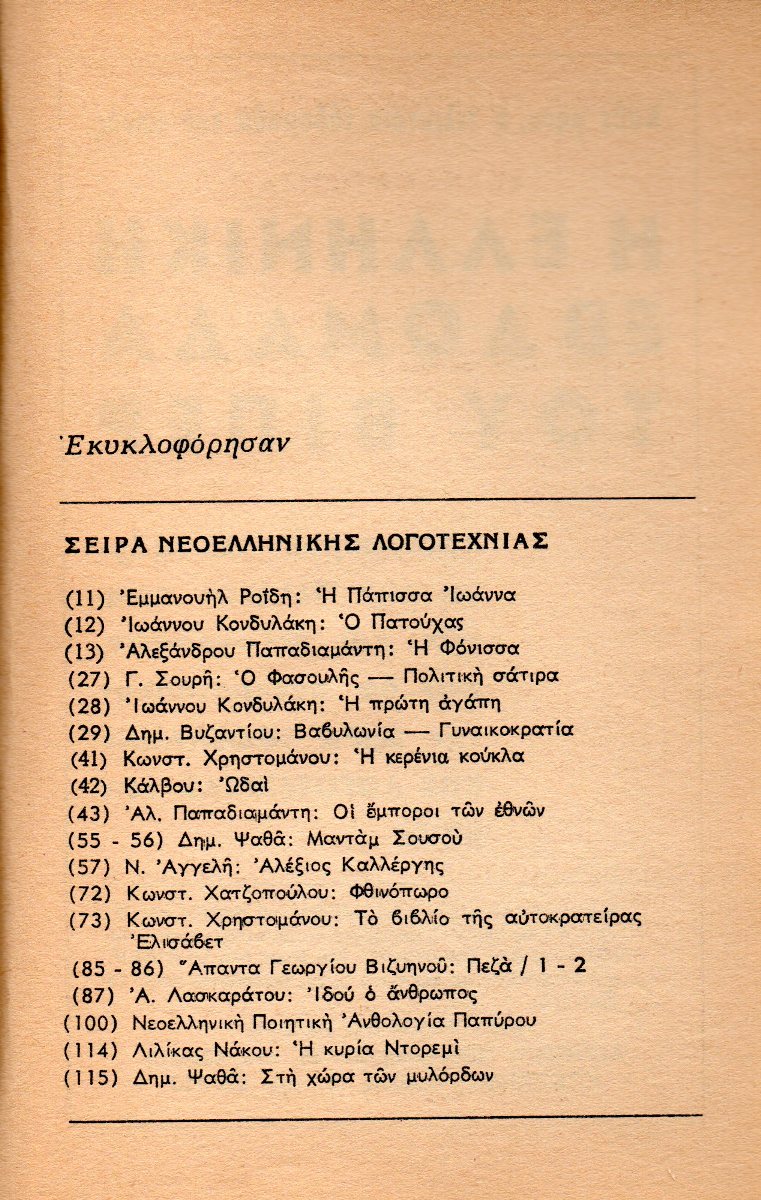 Ἐκυκλοφόρησαν
ΣΕΙΡΑ ΝΕΟΕΛΛΗΝΙΚΗΣ ΛΟΓΟΤΕΧΝΙΑΣ
(11) Ἐμμανουὴλ Ροΐδη: Ἡ Πάπισσα Ἰωάννα
(12) Ἰωάννου Κονδυλάκη: Ὁ Πατούχας
(13) Ἀλεξάνδρου Παπαδιαμάντη: Ἡ Φόνισσα
(27) Γ. Σουρῆ: Ὁ Φασουλῆς — Πολιτικὴ σάτιρα
(28) Ἰωάννου Κονδυλάκη: Ἡ πρώτη ἀγάπη
(29) Δημ. Βυζαντίου: Βαβυλωνία — Γυναικοκρατία
(41) Κωνστ. Χρηστομάνου: Ἡ κερένια κούκλα
(42) Κάλβου: Ὠδαὶ
(43) Ἀλ. Παπαδιαμάντη: Οἱ ἔμποροι τῶν ἐθνῶν
(55 - 56) Δημ. Ψαθᾶ: Μαντὰμ Σουσοὺ
(57) Ν. Ἀγγελῆ: Ἀλέξιος Καλλέργης
(72) Κωνστ. Χατζοπούλου: Φθινόπωρο
(73) Κωνστ. Χρηστομάνου: Τὸ βιβλίο τῆς αὐτοκρατείρας
Ἐλισάβετ
(85 - 86) Ἅπαντα Γεωργίου Βιζυηνοῦ: Πεζὰ / 1 - 2
(87) Ἀ. Λασκαράτου: Ἰδού ὁ ἄνθρωπος
(100) Νεοελληνικὴ Ποιητικὴ Ἀνθολογία Παπύρου
(114) Λιλίκας Νάκου: Ἡ κυρία Ντορεμὶ
(115) Δημ. Ψαθᾶ: Στὴ χώρα τῶν μυλόρδων